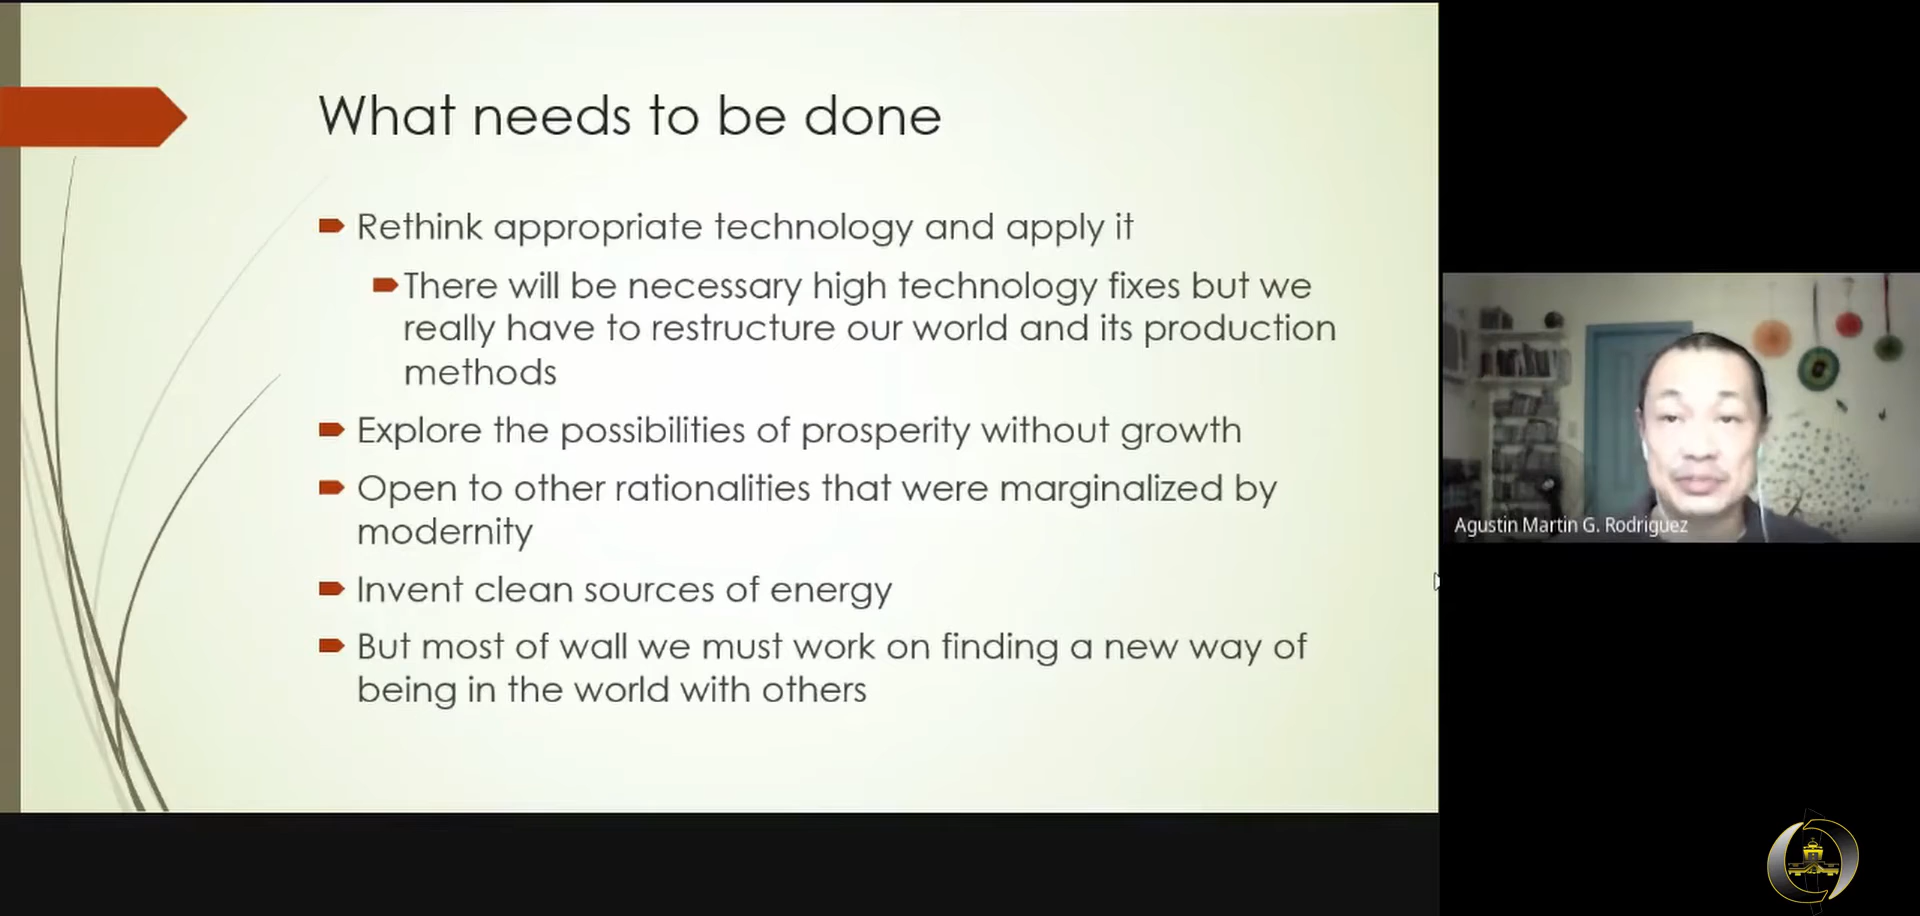 What needs to be done
Rethink appropriate technology and apply it
There will be necessary high technology fixes but we
really have to restructure our world and its production
methods
Explore the possibilities of prosperity without growth
Open to other rationalities that were marginalized by
modernity
Invent clean sources of energy
But most of wall we must work on finding a new way of
being in the world with others
Agustin Martin G. Rodriguez